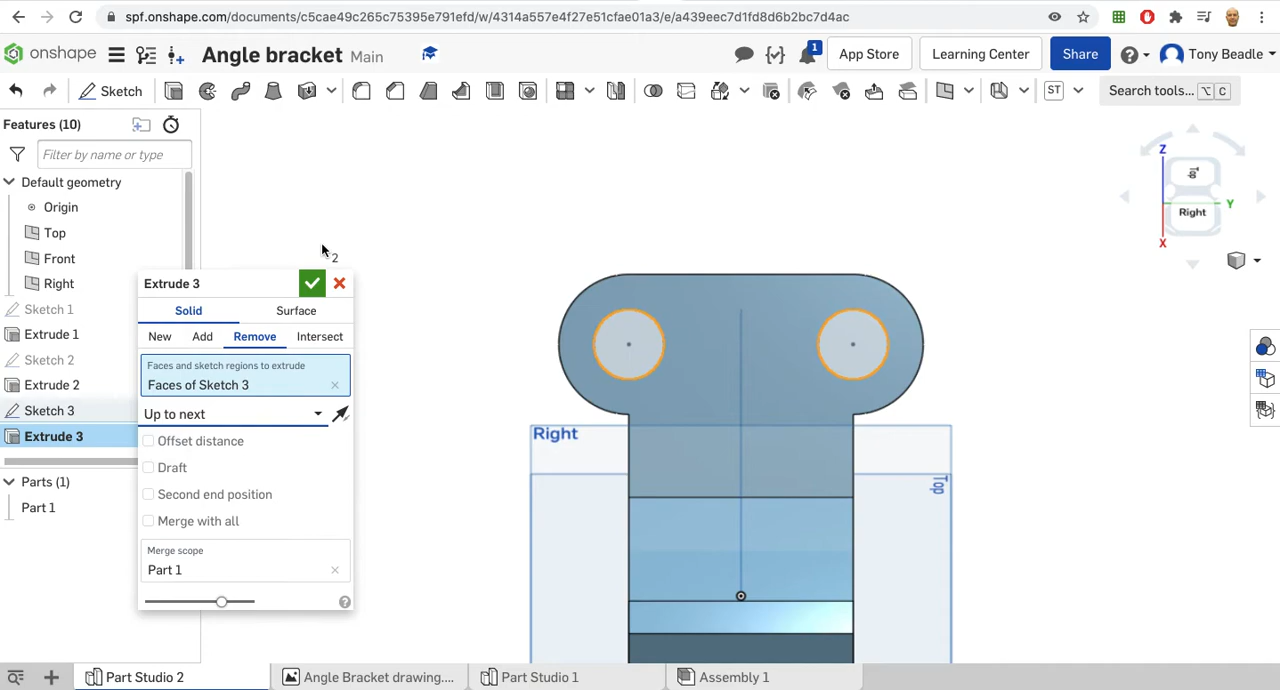 spf.onshape.com/documents/c5cae49c265c75395e791efd/w/4314a557e4f27e51cfae01a3/e/a439eec7d1fd8d6b2bc7d4ac
onshape Angle bracket Main 1 App Store Learning Center Share Tony Beadle
Sketch ST Search tools... ⌥ C
Features (10)
Filter by name or type
Default geometry
Origin
Top
Front
Right
Sketch 1
Extrude 1
Sketch 2
Extrude 2
Sketch 3
Extrude 3
Parts (1)
Part 1
2
Extrude 3
Solid Surface
New Add Remove Intersect
Faces and sketch regions to extrude
Faces of Sketch 3
Up to next
Offset distance
Draft
Second end position
Merge with all
Merge scope
Part 1
Right
Top
Z
Y
Right
X
Part Studio 2 Angle Bracket drawing.... Part Studio 1 Assembly 1